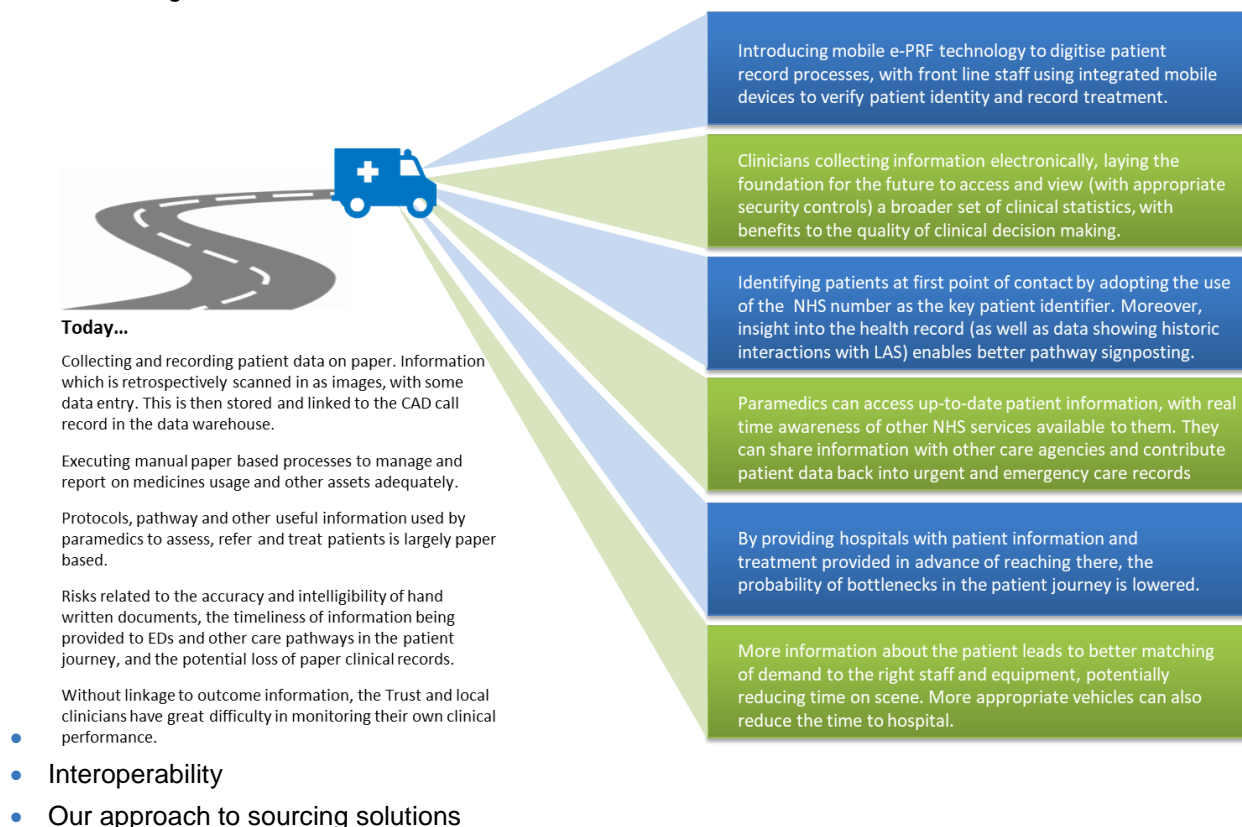 Introducing mobile e-PRF technology to digitise patient
record processes, with front line staff using integrated mobile
devices to verify patient identity and record treatment.
Clinicians collecting information electronically, laying the
foundation for the future to access and view (with appropriate
security controls) a broader set of clinical statistics, with
benefits to the quality of clinical decision making.
Identifying patients at first point of contact by adopting the use
of the NHS number as the key patient identifier. Moreover,
insight into the health record (as well as data showing historic
interactions with LAS) enables better pathway signposting.
Paramedics can access up-to-date patient information, with real
time awareness of other NHS services available to them. They
can share information with other care agencies and contribute
patient data back into urgent and emergency care records
By providing hospitals with patient information and
treatment provided in advance of reaching there, the
probability of bottlenecks in the patient journey is lowered.
More information about the patient leads to better matching
of demand to the right staff and equipment, potentially
reducing time on scene. More appropriate vehicles can also
reduce the time to hospital.
Today...
Collecting and recording patient data on paper. Information
which is retrospectively scanned in as images, with some
data entry. This is then stored and linked to the CAD call
record in the data warehouse.
Executing manual paper based processes to manage and
report on medicines usage and other assets adequately.
Protocols, pathway and other useful information used by
paramedics to assess, refer and treat patients is largely paper
based.
Risks related to the accuracy and intelligibility of hand
written documents, the timeliness of information being
provided to EDs and other care pathways in the patient
journey, and the potential loss of paper clinical records.
Without linkage to outcome information, the Trust and local
clinicians have great difficulty in monitoring their own clinical
performance.
• Interoperability
• Our approach to sourcing solutions